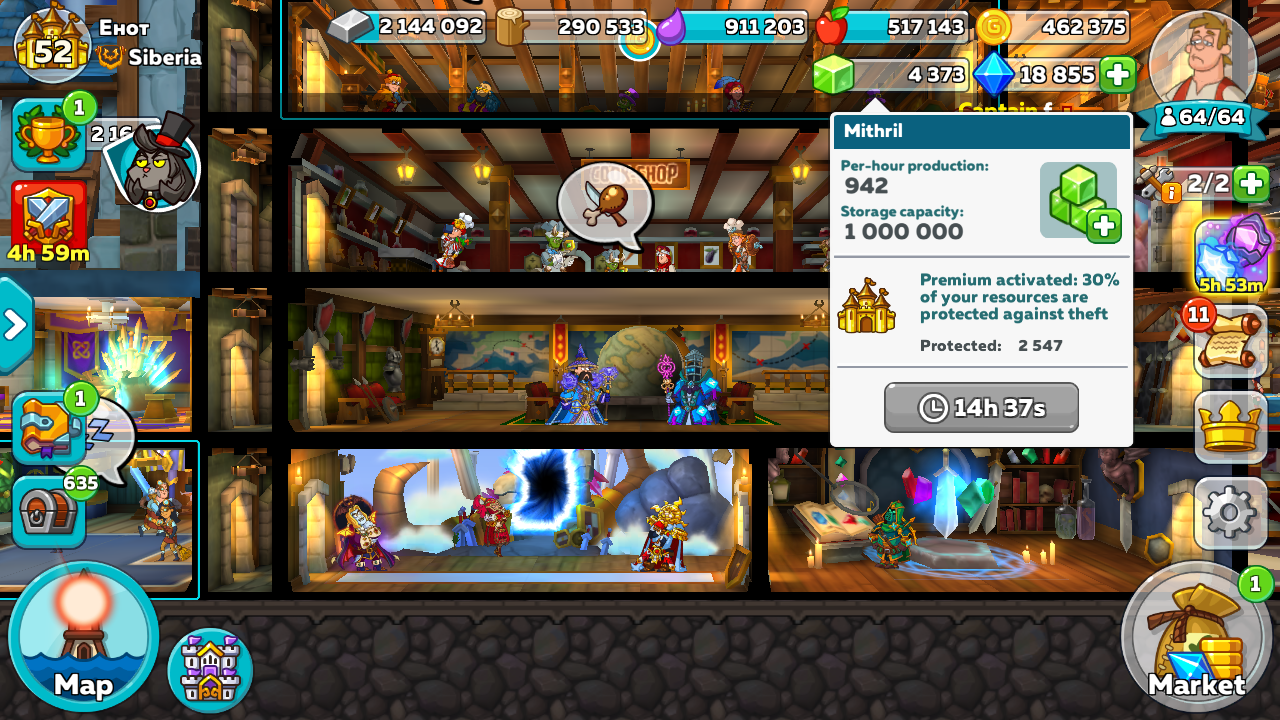 2 144 092
290 533
911 203
517 143
462 375
52
Енот
Siberia
4 373
18 855
Captain
64/64
1
Mithril
Per-hour production:
942
Storage capacity:
1 000 000
2/2
4h 59m
Premium activated: 30%
of your resources are
protected against theft
5h 53m
Protected: 2 547
11
1
14h 37s
635
1
Map
Market